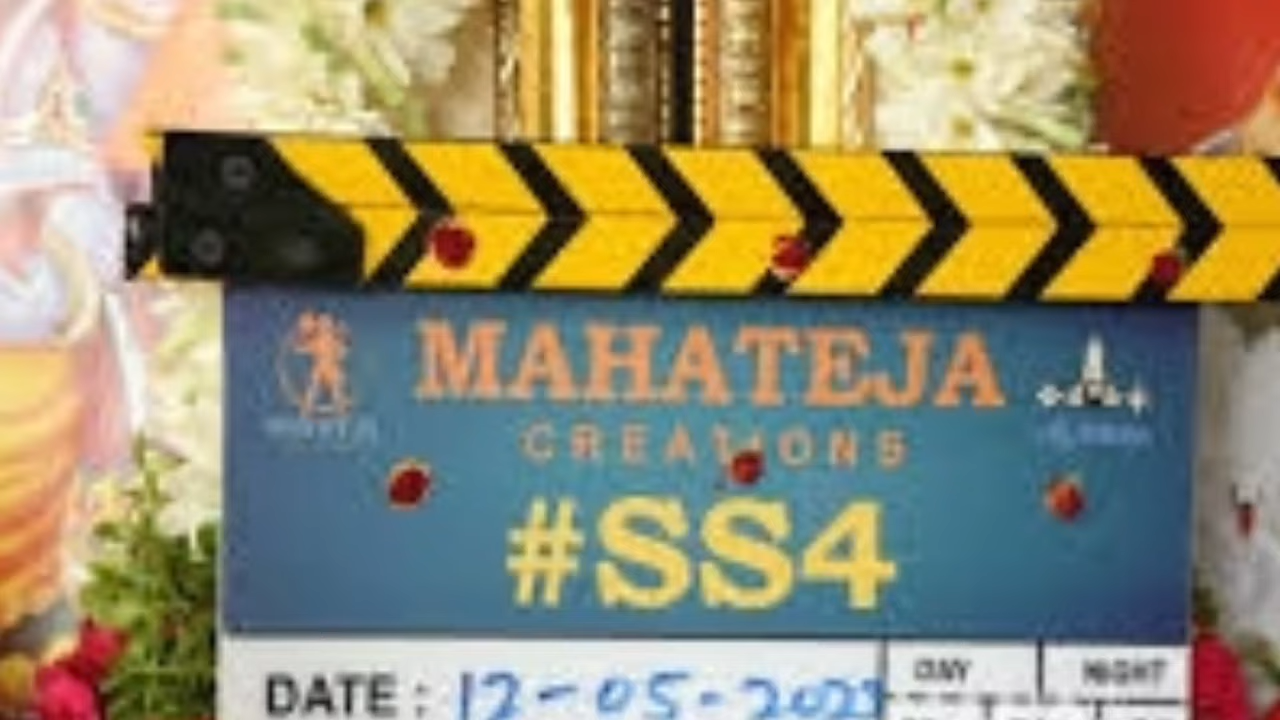 MAHATEJA
CREATIONS
#SS4
DATE : 12-05-2023
DAY NIGHT